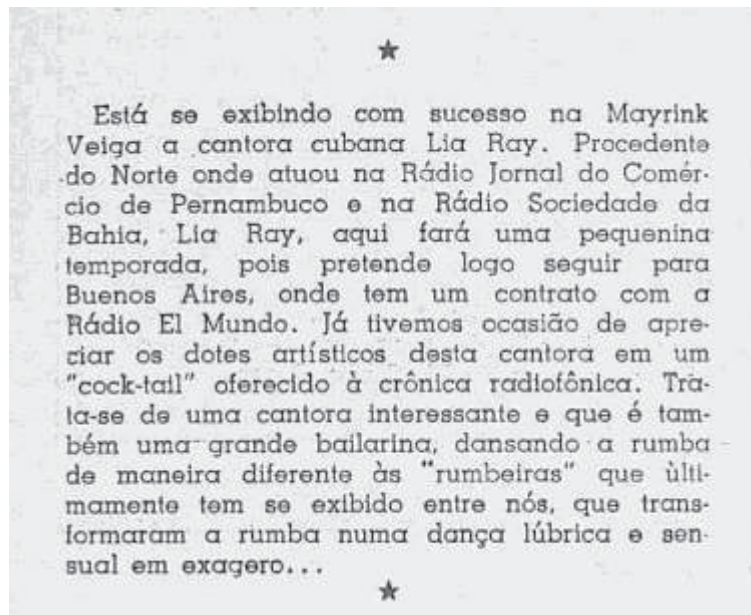 Está se exibindo com sucesso na Mayrink
Veiga a cantora cubana Lia Ray. Procedente
do Norte onde atuou na Rádio Jornal do Comér-
cio de Pernambuco e na Rádio Sociedade da
Bahia, Lia Ray, aqui fará uma pequenina
temporada, pois pretende logo seguir para
Buenos Aires, onde tem um contrato com a
Rádio El Mundo. Já tivemos ocasião de apre-
ciar os dotes artísticos desta cantora em um
"cock-tail" oferecido à crônica radiofônica. Tra-
ta-se de uma cantora interessante e que é tam-
bém uma grande bailarina, dansando a rumba
de maneira diferente às "rumbeiras" que ùlti-
mamente tem se exibido entre nós, que trans-
formaram a rumba numa dança lúbrica e sen-
sual em exagero...